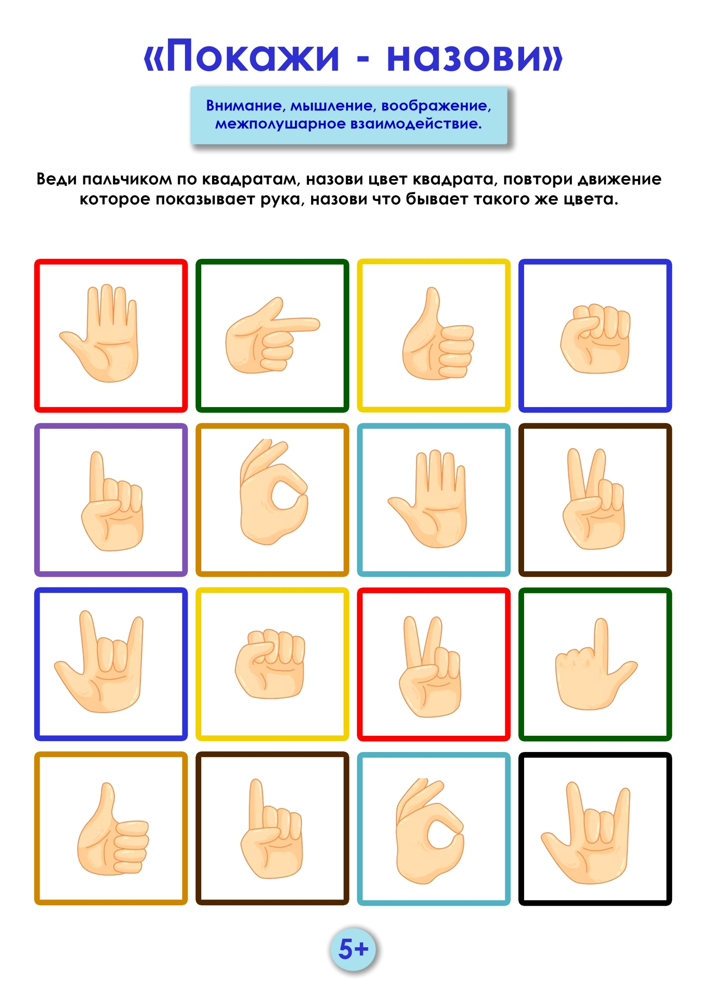 «Покажи - назови»
Внимание, мышление, воображение,
межполушарное взаимодействие.
Веди пальчиком по квадратам, назови цвет квадрата, повтори движение
которое показывает рука, назови что бывает такого же цвета.
5+